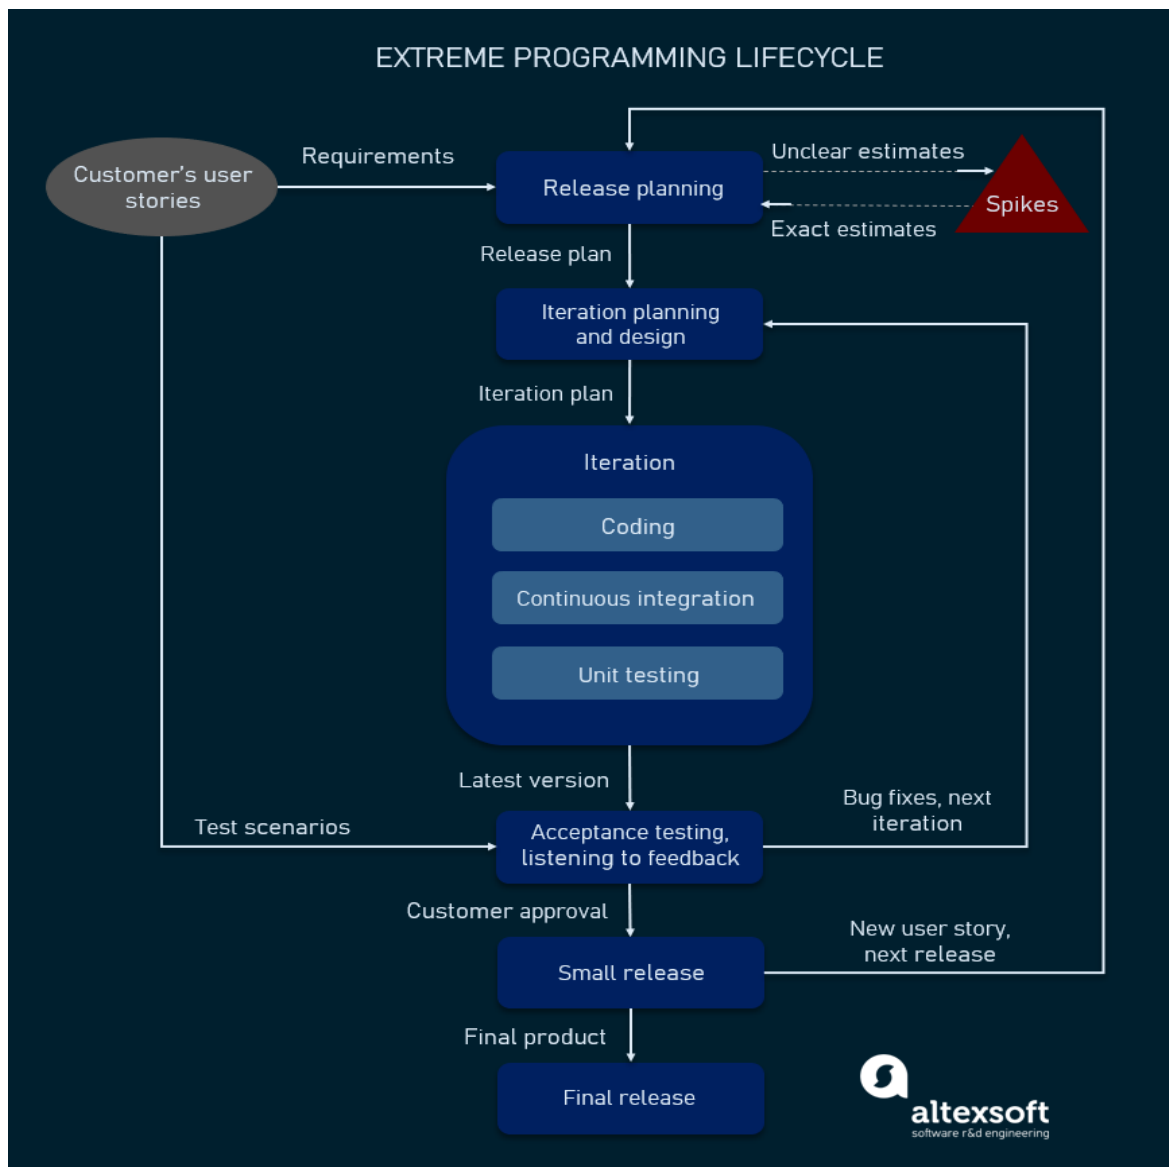 EXTREME PROGRAMMING LIFECYCLE
Customer's user
stories
Requirements
Release planning
Unclear estimates
Spikes
Exact estimates
Release plan
Iteration planning
and design
Iteration plan
Iteration
Coding
Continuous integration
Unit testing
Latest version
Bug fixes, next
iteration
Test scenarios
Acceptance testing,
listening to feedback
Customer approval
New user story,
next release
Small release
Final product
Final release
altexsoft
software r&d engineering